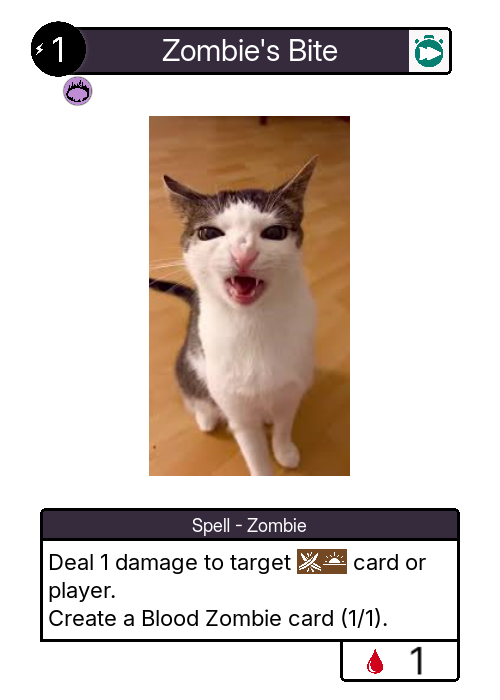 1
Zombie's Bite
Spell - Zombie
Deal 1 damage to target card or
player.
Create a Blood Zombie card (1/1).
1